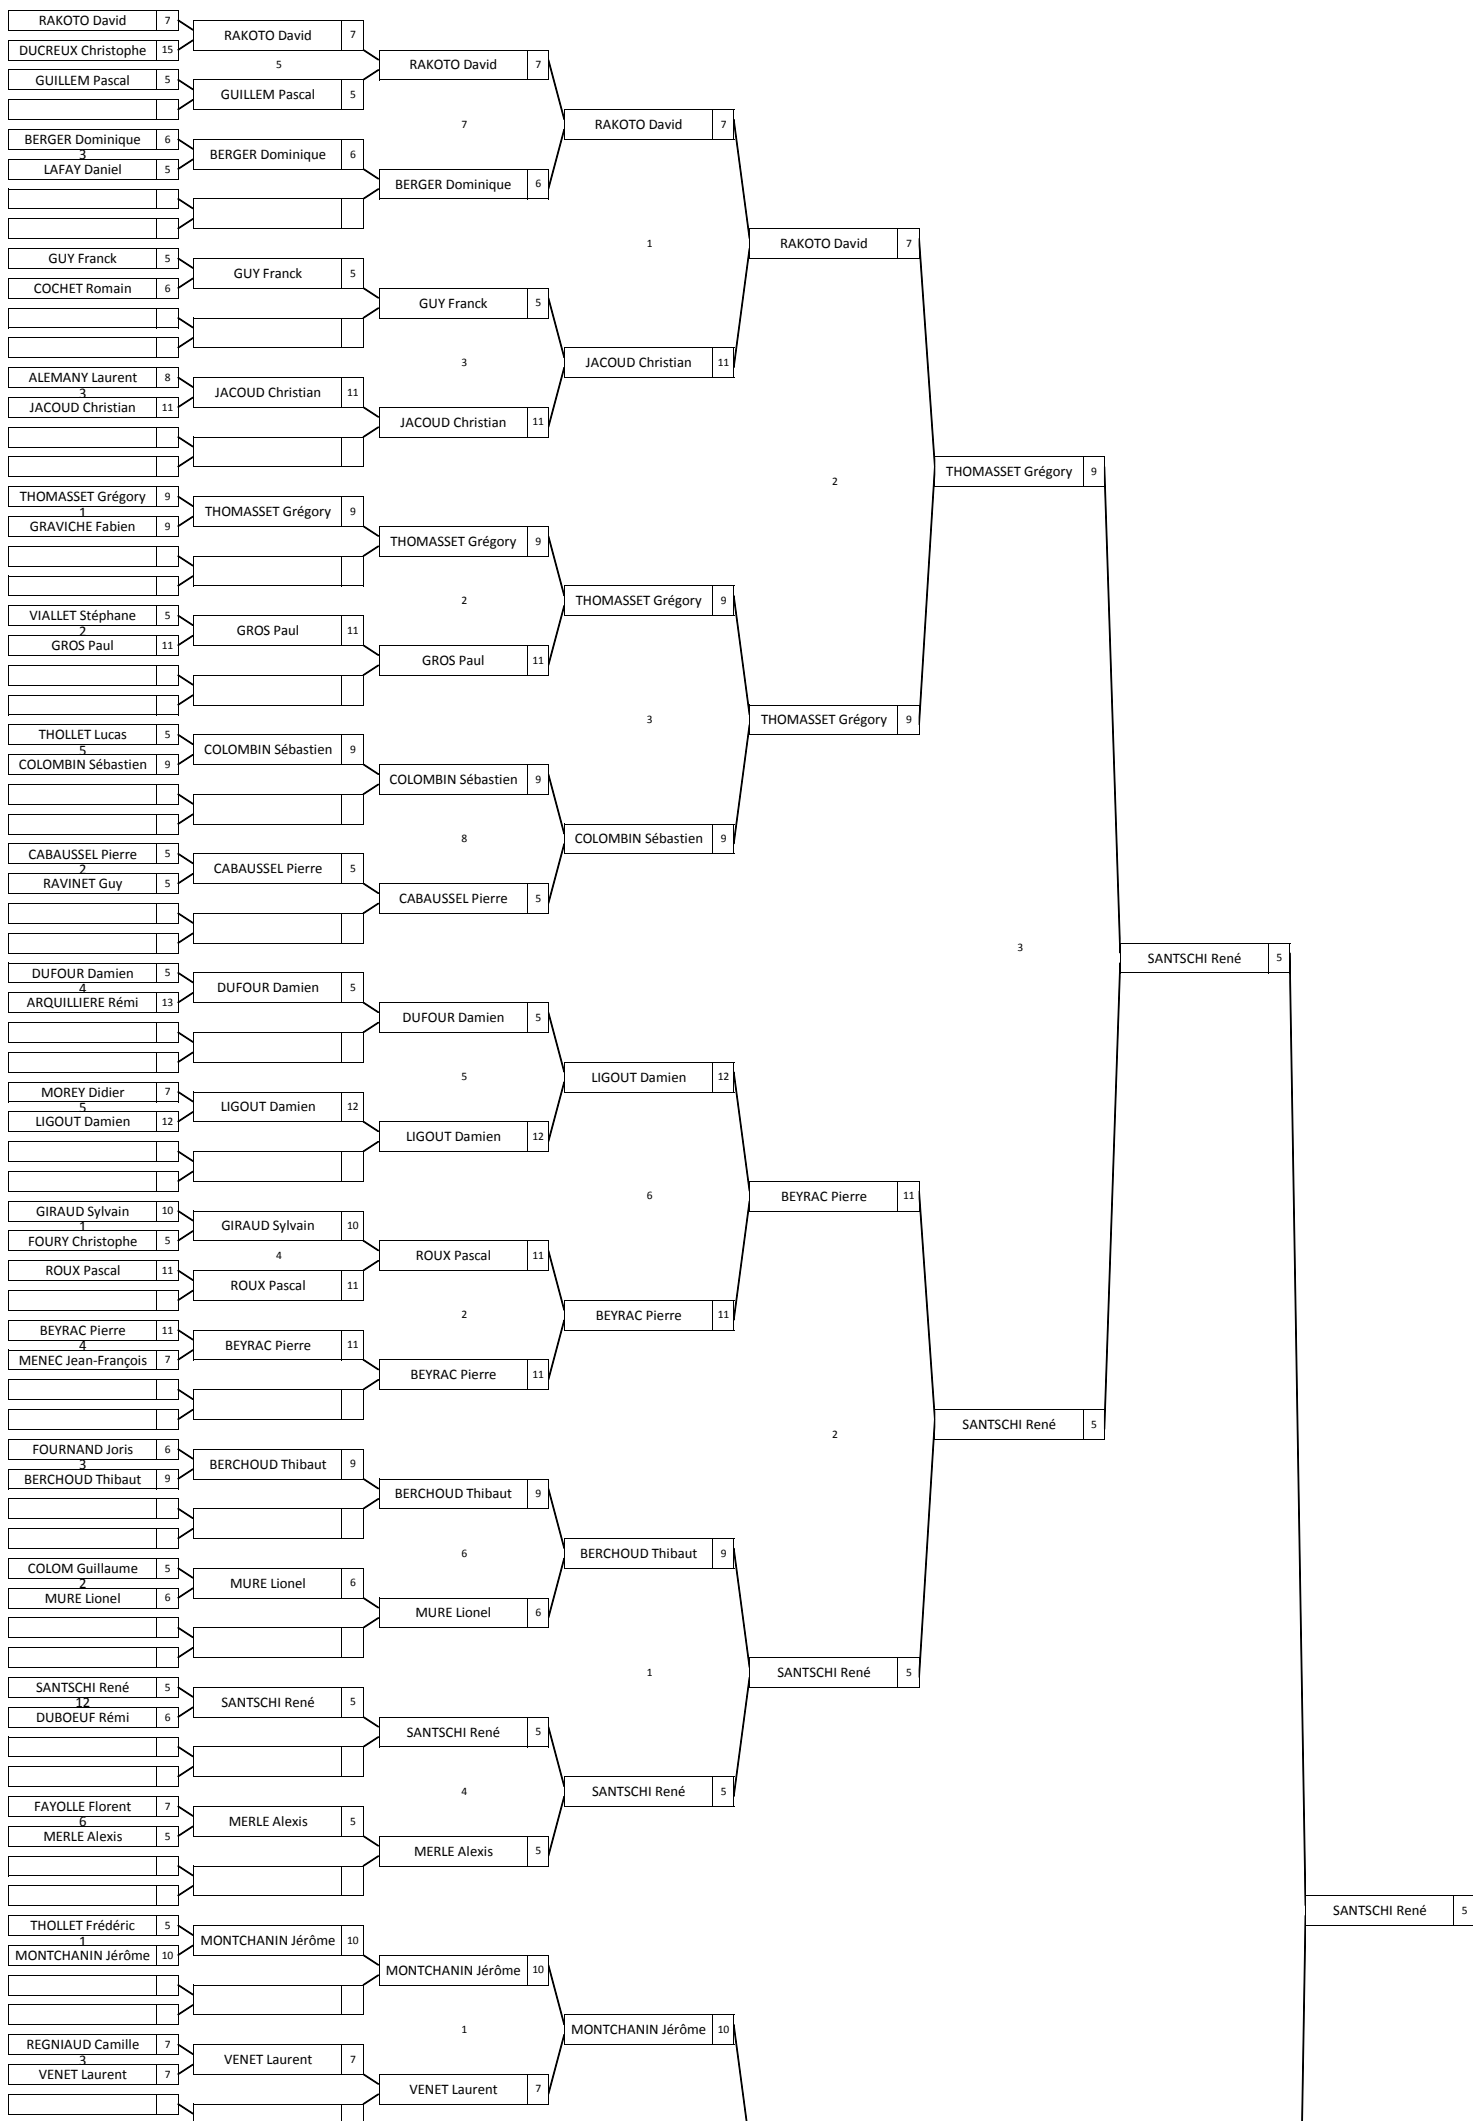 RAKOTO David 7
RAKOTO David 7
DUCREUX Christophe 15
5
RAKOTO David 7
GUILLEM Pascal 5
GUILLEM Pascal 5
7
RAKOTO David 7
BERGER Dominique 6
3
BERGER Dominique 6
LAFAY Daniel 5
BERGER Dominique 6
1
RAKOTO David 7
GUY Franck 5
GUY Franck 5
COCHET Romain 6
GUY Franck 5
3
JACOUD Christian 11
ALEMANY Laurent 8
3
JACOUD Christian 11
JACOUD Christian 11
JACOUD Christian 11
2
THOMASSET Grégory 9
THOMASSET Grégory 9
1
THOMASSET Grégory 9
GRAVICHE Fabien 9
THOMASSET Grégory 9
2
THOMASSET Grégory 9
VIALLET Stéphane 5
2
GROS Paul 11
GROS Paul 11
GROS Paul 11
3
THOMASSET Grégory 9
THOLLET Lucas 5
5
COLOMBIN Sébastien 9
COLOMBIN Sébastien 9
COLOMBIN Sébastien 9
8
COLOMBIN Sébastien 9
CABAUSSEL Pierre 5
2
CABAUSSEL Pierre 5
RAVINET Guy 5
CABAUSSEL Pierre 5
3
SANTSCHI René 5
DUFOUR Damien 5
4
DUFOUR Damien 5
ARQUILLIERE Rémi 13
DUFOUR Damien 5
5
LIGOUT Damien 12
MOREY Didier 7
5
LIGOUT Damien 12
LIGOUT Damien 12
LIGOUT Damien 12
6
BEYRAC Pierre 11
GIRAUD Sylvain 10
1
GIRAUD Sylvain 10
FOURY Christophe 5
4
ROUX Pascal 11
ROUX Pascal 11
ROUX Pascal 11
2
BEYRAC Pierre 11
BEYRAC Pierre 11
4
BEYRAC Pierre 11
MENEC Jean-François 7
BEYRAC Pierre 11
2
SANTSCHI René 5
FOURNAND Joris 6
3
BERCHOUD Thibaut 9
BERCHOUD Thibaut 9
BERCHOUD Thibaut 9
6
BERCHOUD Thibaut 9
COLOM Guillaume 5
2
MURE Lionel 6
MURE Lionel 6
MURE Lionel 6
1
SANTSCHI René 5
SANTSCHI René 5
12
SANTSCHI René 5
DUBOEUF Rémi 6
SANTSCHI René 5
4
SANTSCHI René 5
FAYOLLE Florent 7
6
MERLE Alexis 5
MERLE Alexis 5
MERLE Alexis 5
SANTSCHI René 5
THOLLET Frédéric 5
1
MONTCHANIN Jérôme 10
MONTCHANIN Jérôme 10
MONTCHANIN Jérôme 10
1
MONTCHANIN Jérôme 10
REGNIAUD Camille 7
3
VENET Laurent 7
VENET Laurent 7
VENET Laurent 7